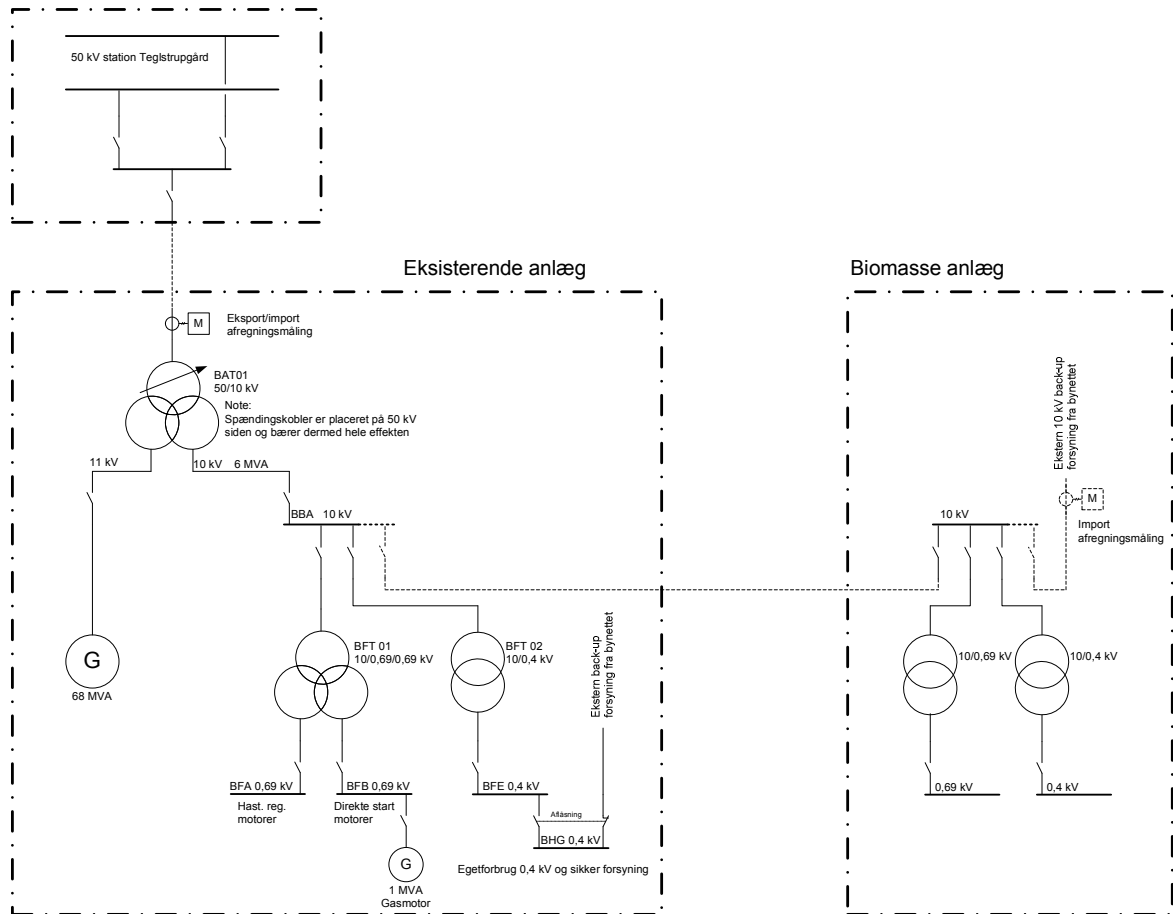 50 kV station Teglstrupgård
Eksisterende anlæg
Biomasse anlæg
M
Eksport/import
afregningsmåling
BAT01
50/10 kV
Note:
Spændingskobler er placeret på 50 kV
siden og bærer dermed hele effekten
11 kV
10 kV
6 MVA
BBA
10 kV
Ekstern 10 kV back-up
forsyning fra bynettet
M
Import
afregningsmåling
10 kV
G
68 MVA
BFT 01
10/0,69/0,69 kV
BFT 02
10/0,4 kV
Ekstern back-up
forsyning fra bynettet
10/0,69 kV
10/0,4 kV
BFA 0,69 kV
Hast. reg.
motorer
BFB 0,69 kV
Direkte start
motorer
BFE 0,4 kV
Aflåsning
BHG 0,4 kV
0,69 kV
0,4 kV
G
1 MVA
Gasmotor
Egetforbrug 0,4 kV og sikker forsyning